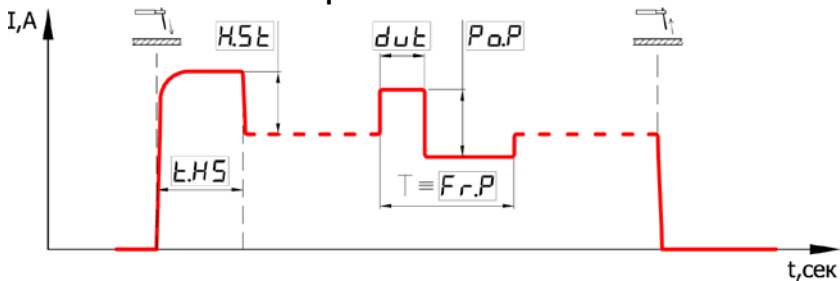 I,A
H.St
dut
Po.P
t.HS
T ≡ Fr.P
t,сек